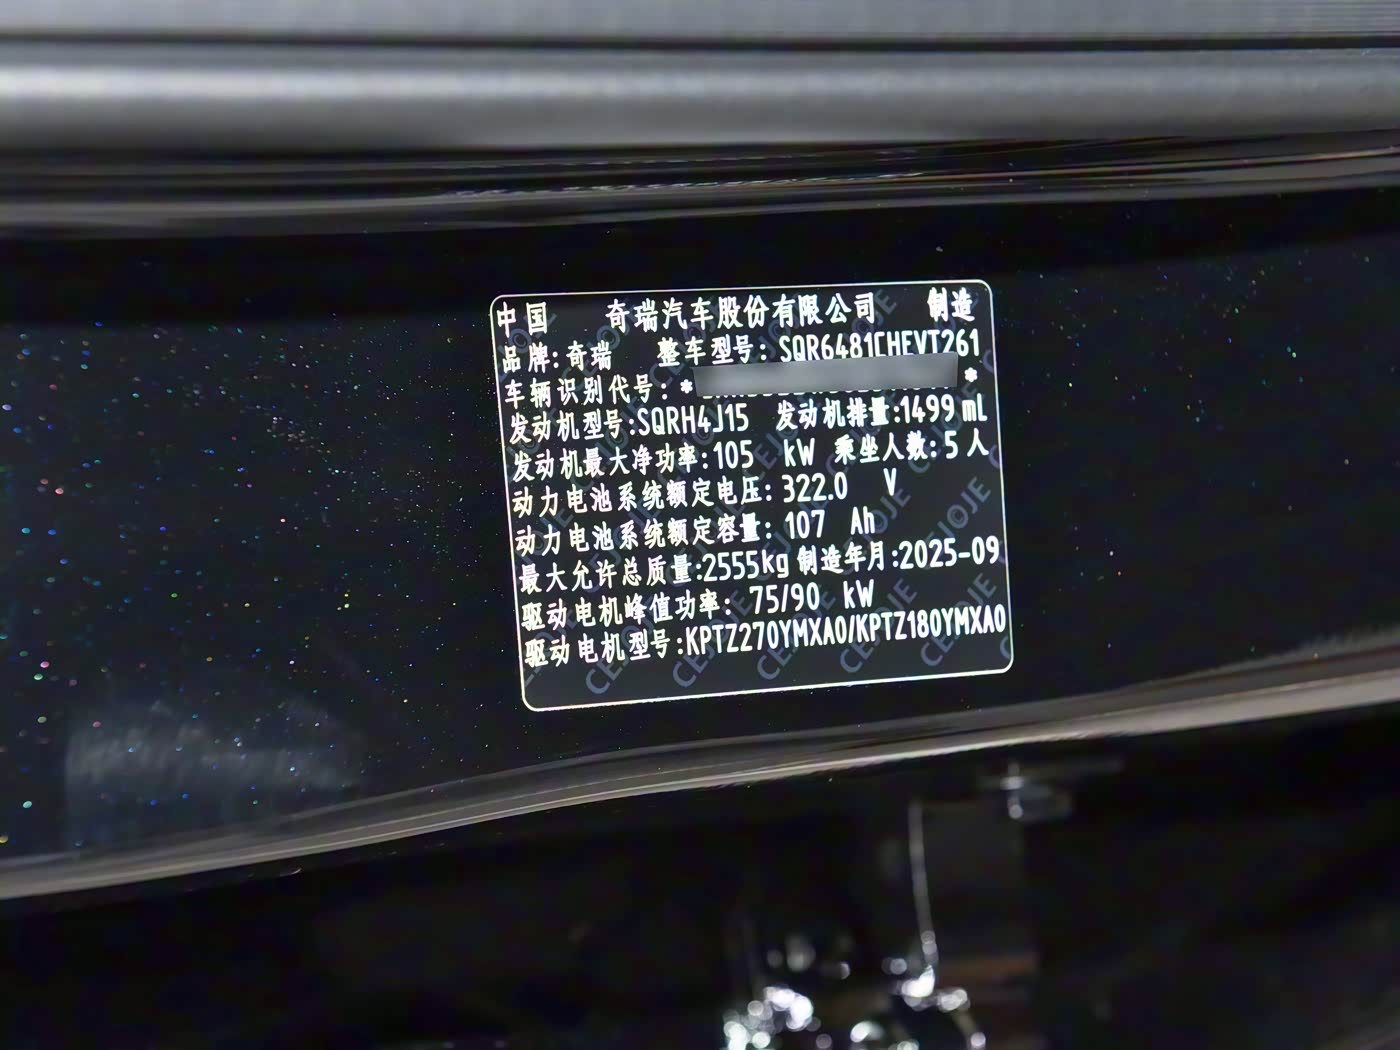 中国 奇瑞汽车股份有限公司 制造
品牌:奇瑞 整车型号: SQR6481CHEVT261
车辆识别代号: * *
发动机型号:SQRH4J15 发动机排量:1499 mL
发动机最大净功率:105 kW 乘坐人数:5人
动力电池系统额定电压: 322.0 V
动力电池系统额定容量: 107 Ah
最大允许总质量:2555kg 制造年月:2025-09
驱动电机峰值功率: 75/90 kW
驱动电机型号:KPTZ270YMXA0/KPTZ180YMXA0